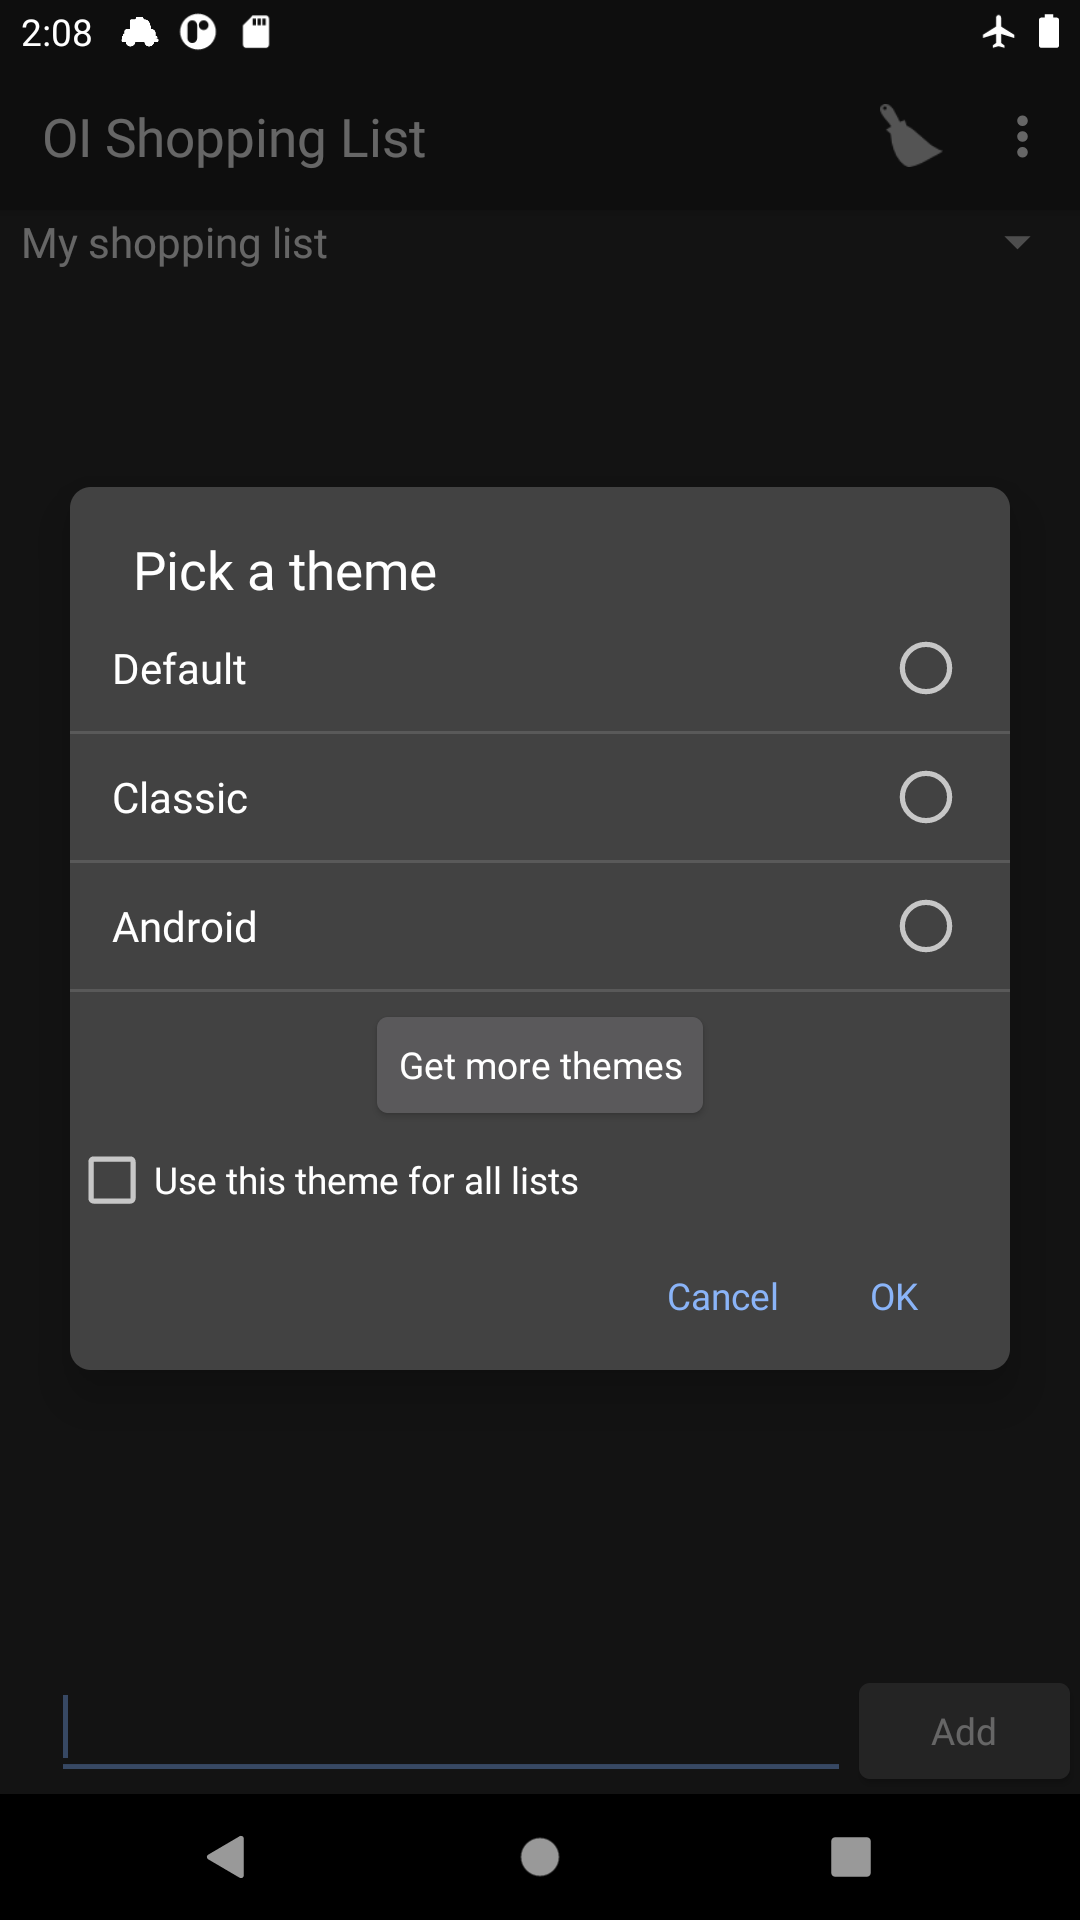 2:08
OI Shopping List
My shopping list
Pick a theme
Default
Classic
Android
Get more themes
Use this theme for all lists
Cancel OK
Add